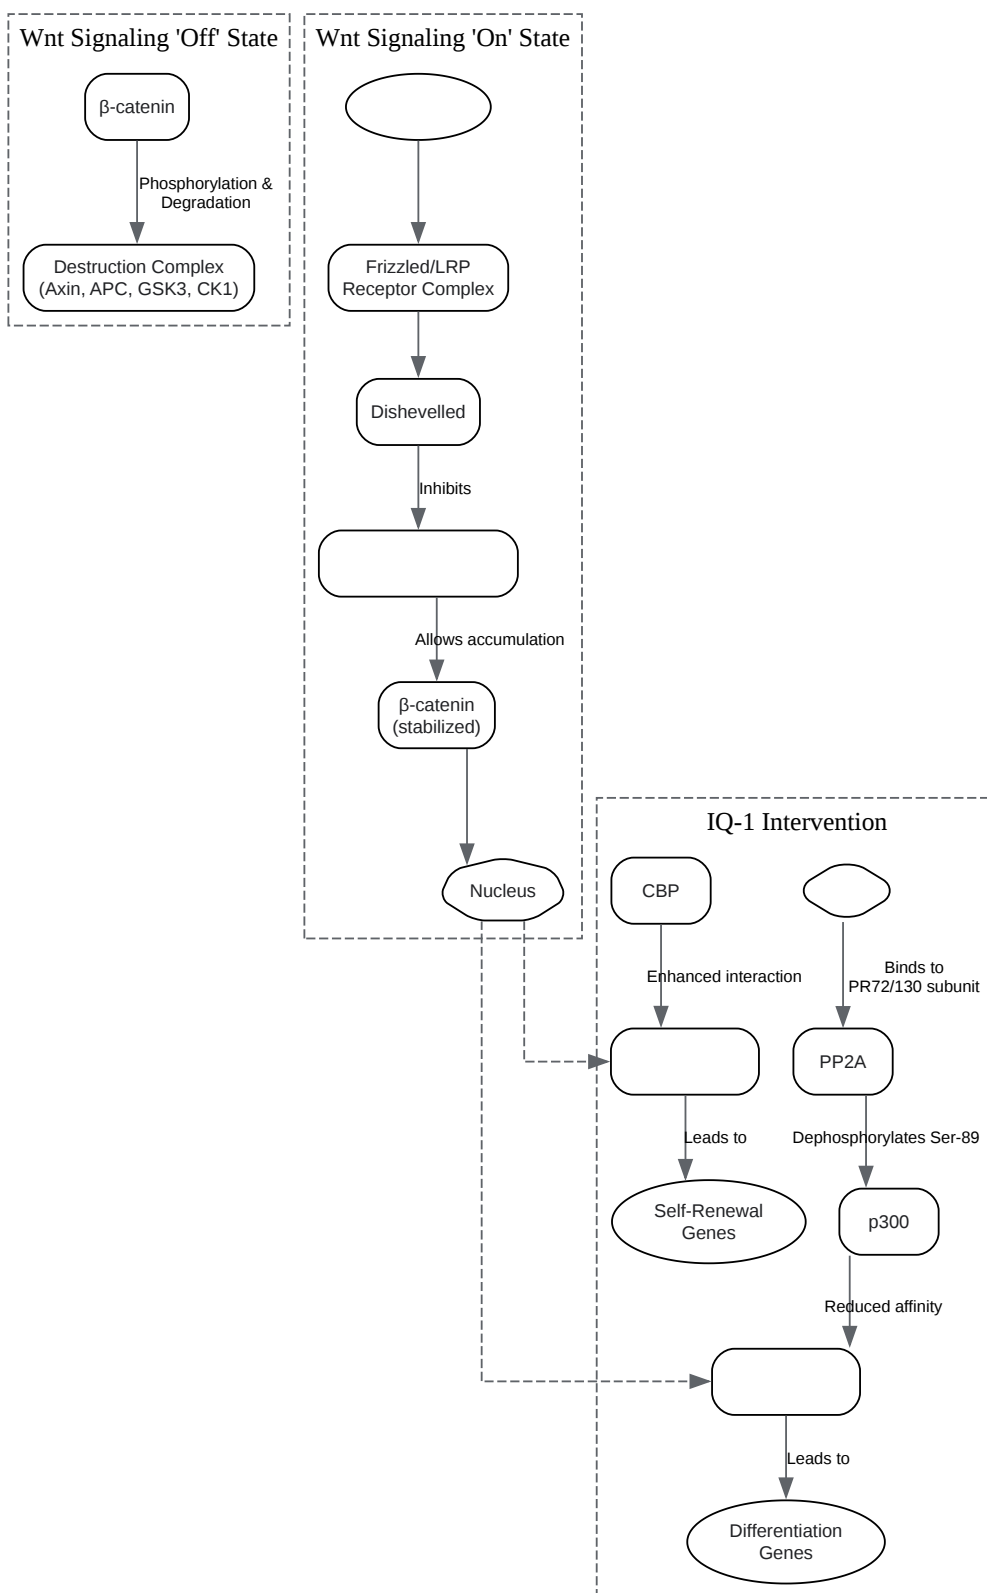 Wnt Signaling 'Off' State
β-catenin
Phosphorylation &
Degradation
Destruction Complex
(Axin, APC, GSK3, CK1)
Wnt Signaling 'On' State
Frizzled/LRP
Receptor Complex
Dishevelled
Inhibits
Allows accumulation
β-catenin
(stabilized)
Nucleus
IQ-1 Intervention
CBP
Enhanced interaction
Binds to
PR72/130 subunit
PP2A
Leads to
Dephosphorylates Ser-89
Self-Renewal
Genes
p300
Reduced affinity
Leads to
Differentiation
Genes